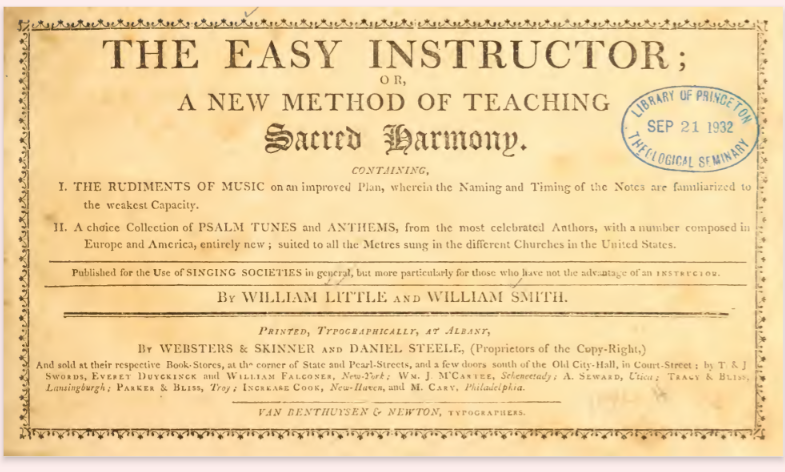 THE EASY INSTRUCTOR;
OR,
A NEW METHOD OF TEACHING
Sacred Harmony.
CONTAINING,
I. THE RUDIMENTS OF MUSIC on an improved Plan, wherein the Naming and Timing of the Notes are familiarized to
the weakest Capacity.
II. A choice Collection of PSALM TUNES and ANTHEMS, from the most celebrated Authors, with a number composed in
Europe and America, entirely new; suited to all the Metres sung in the different Churches in the United States.
Published for the Use of SINGING SOCIETIES in general, but more particularly for those who have not the advantage of an INSTRUCTOR.
BY WILLIAM LITTLE AND WILLIAM SMITH.
PRINTED, TYPOGRAPHICALLY, AT ALBANY,
BY WEBSTERS & SKINNER AND DANIEL STEELE, (Proprietors of the Copy-Right,)
And sold at their respective Book-Stores, at the corner of State and Pearl-Streets, and a few doors south of the Old City-Hall, in Court-Street; by T. & J
SWORDS, EVERET DUYCKINCK and WILLIAM FALCONER, New-York; WM. J. M'CARTEE, Schenectady; A. SEWARD, Utica; TRACY & BLISS,
Lansingburgh; PARKER & BLISS, Troy; INCREASE COOK, New-Haven, and M. CARY, Philadelphia.
VAN BENTHUYSEN & NEWTON, TYPOGRAPHERS.
LIBRARY OF PRINCETON
SEP 21 1932
THEOLOGICAL SEMINARY